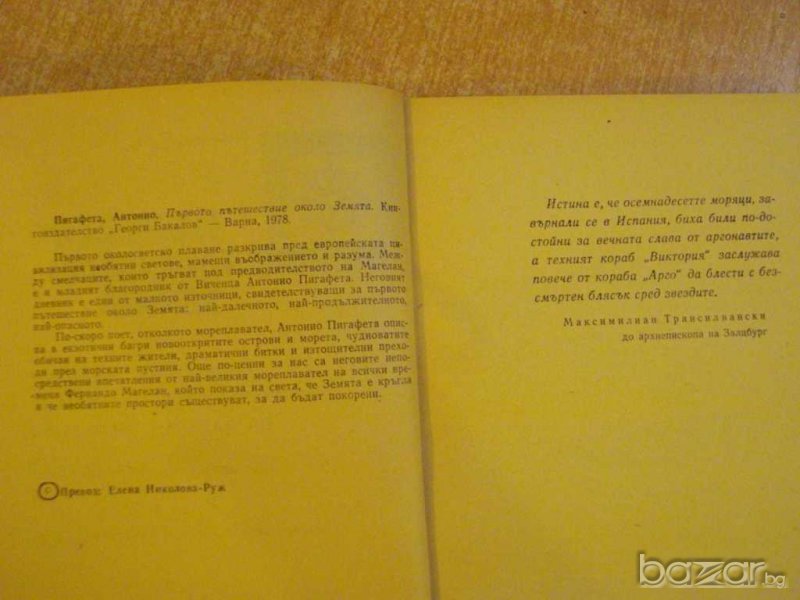 Пигафета, Антонио, Първото пътешествие около Земята. Кни-
гоиздателство „Георги Бакалов“ — Варна, 1978.
Първото околосветско плаване разкрива пред европейската ци-
вилизация необятни светове, мамещи въображението и разума. Меж-
ду смелчаците, които тръгват под предводителството на Магелан,
е и младият благородник от Виченца Антонио Пигафета. Неговият
дневник е един от малкото източници, свидетелствуващи за първото
пътешествие около Земята: най-далечното, най-продължителното,
най-опасното.
По-скоро поет, отколкото мореплавател, Антонио Пигафета опис-
ва в екзотични багри новооткритите острови и морета, чудноватите
обичаи на техните жители, драматични битки и изтощителни прехо-
ди през морската пустиня. Още по-ценни за нас са неговите непо-
средствени впечатления от най-великия мореплавател на всички вре-
мена Фернандо Магелан, който показа на света, че Земята е кръгла
и че необятните простори съществуват, за да бъдат покорени.
© Превод: Елена Николова-Руж
Истина е, че осемнадесетте моряци, за-
върнали се в Испания, биха били по-до-
стойни за вечната слава от аргонавтите,
а техният кораб „Виктория“ заслужава
повече от кораба „Арго“ да блести с без-
смъртен блясък сред звездите.
Максимилиан Трансилвански
до архиепископа на Залцбург
bazar.bg